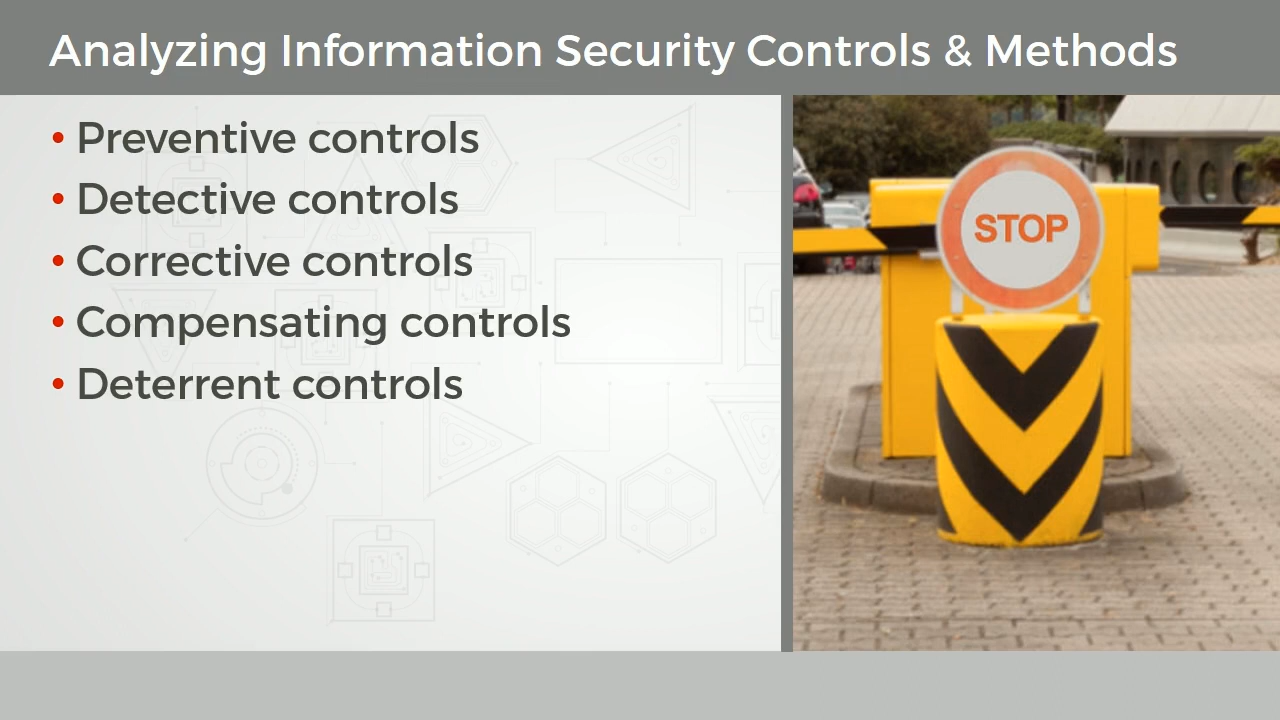 Analyzing Information Security Controls & Methods
• Preventive controls
• Detective controls
• Corrective controls
• Compensating controls
• Deterrent controls
STOP